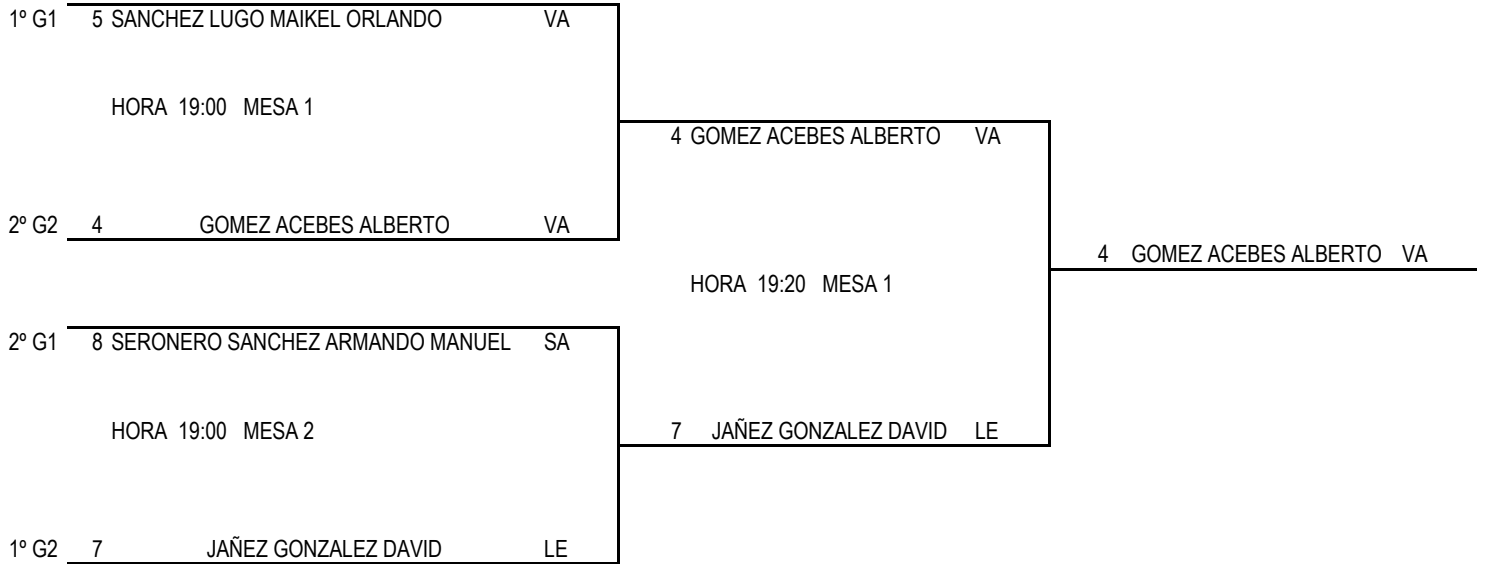 1º G1 5 SANCHEZ LUGO MAIKEL ORLANDO VA
HORA 19:00 MESA 1
4 GOMEZ ACEBES ALBERTO VA
2º G2 4 GOMEZ ACEBES ALBERTO VA
4 GOMEZ ACEBES ALBERTO VA
HORA 19:20 MESA 1
2º G1 8 SERONERO SANCHEZ ARMANDO MANUEL SA
HORA 19:00 MESA 2
7 JAÑEZ GONZALEZ DAVID LE
1º G2 7 JAÑEZ GONZALEZ DAVID LE